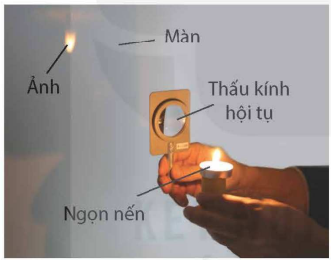 Màn
Ảnh
Thấu kính
hội tụ
Ngọn nến